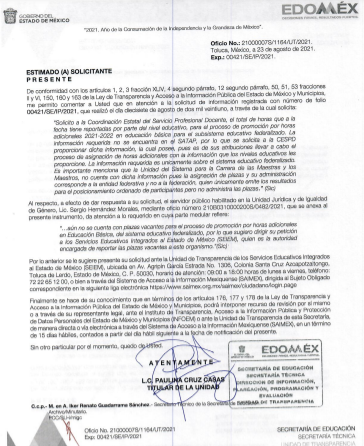 GOBIERNO DEL
ESTADO DE MÉXICO
EDOMÉX
"2021. Año de la Consumación de la Independencia y la Grandeza de México".
Oficio No.: 21000007S/1164/UT/2021.
Toluca, México, a 23 de agosto de 2021.
Exp.: 00421/SE/IP/2021.
ESTIMADO (A) SOLICITANTE
P R E S E N T E
De conformidad con los artículos 1, 2, 3 fracción XLIV, 4 segundo párrafo, 12 segundo párrafo, 50, 51, 53 fracciones
II y VI, 150, 160 y 163 de la Ley de Transparencia y Acceso a la Información Pública del Estado de México y Municipios,
me permito comentar a Usted que en atención a la solicitud de información registrada con número de folio
00421/SE/IP/2021, que realizó el día diecisiete de agosto de dos mil veintiuno, a través de la cual solicita:
"Solicito a la Coordinación Estatal del Servicio Profesional Docente, el total de horas que a la
fecha tiene reportadas por parte del nivel educativo, para el proceso de promoción por horas
adicionales 2021-2022 en educación básica para el subsistema educativo federalizado. La
información requerida no se encuentra en el SATAP, por lo que se solicita a la CESPD
proporcionar dicha información, la cual posee, pues es de sus atribuciones llevar a cabo el
proceso de asignación de horas adicionales con la información que los niveles educativos les
proporcione. La información requerida es únicamente sobre el sistema educativo federalizado.
Es importante menciona que la Unidad del Sistema para la Carrera de las Maestras y los
Maestros, no cuenta con dicha información pues la asignación de plazas y su administración
corresponde a la entidad federativa y no a la federación, quien únicamente emite los resultados
para el posicionamiento ordenado de participantes pero no administra las plazas." (Sic)
Al respecto, a efecto de dar respuesta a su solicitud, el servidor público habilitado en la Unidad Jurídica y de Igualdad
de Género, Lic. Sergio Hernández Morales, mediante oficio número 210031000020005/0482/2021, que se anexa al
presente instrumento, da atención a lo requerido en cuya parte medular refiere:
"...aún no se cuenta con plazas vacantes para el proceso de promoción por horas adicionales
en Educación Básica, del sistema educativo federalizado, por lo que sugiero dirigir su petición
a los Servicios Educativos Integrados al Estado de México (SEIEM), quien es la autoridad
encargada de reportar las plazas vacantes a este organismo." (Sic)
Por lo anterior se le sugiere presente su solicitud ante la Unidad de Transparencia de los Servicios Educativos Integrados
al Estado de México (SEIEM), ubicada en Av. Agripín García Estrada No. 1306, Colonia Santa Cruz Azcapotzaltongo,
Toluca de Lerdo, Estado de México, C. P. 50030, horario de atención: 09:00 a 18:00 horas de lunes a viernes, teléfono:
72 22 65 12 00, o bien a través del Sistema de Acceso a la Información Mexiquense (SAIMEX), dirigida al Sujeto Obligado
correspondiente en la siguiente liga electrónica https://www.saimex.org.mx/saimex/ciudadano/login.page
Finalmente se hace de su conocimiento que en términos de los artículos 176, 177 y 178 de la Ley de Transparencia y
Acceso a la Información Pública del Estado de México y Municipios, podrá interponer recurso de revisión por sí mismo
o a través de su representante legal, ante el Instituto de Transparencia, Acceso a la Información Pública y Protección
de Datos Personales del Estado de México y Municipios (INFOEM) o ante la Unidad de Transparencia de esta Secretaría,
de manera directa o vía electrónica a través del Sistema de Acceso a la Información Mexiquense (SAIMEX), en un término
de 15 días hábiles, contados a partir del día hábil siguiente a la fecha de notificación del presente.
Sin otro particular por el momento, quedo de Usted.
A T E N T A M E N T E
L.C. PAULINA CRUZ CASAS
TITULAR DE LA UNIDAD
EDOMÉX
SECRETARÍA DE EDUCACIÓN
SECRETARÍA TÉCNICA
DIRECCIÓN DE INFORMACIÓN,
PLANEACIÓN, PROGRAMACIÓN Y
EVALUACIÓN
UNIDAD DE TRANSPARENCIA
C.c.p.- M. en A. Iker Renato Guadarrama Sánchez.- Secretario Técnico de la Secretaría de Educación
Archivo/Minutario.
Oficio No. 21000007S/1164/UT/2021
Exp: 00421/SE/IP/2021
SECRETARÍA DE EDUCACIÓN
SECRETARÍA TÉCNICA